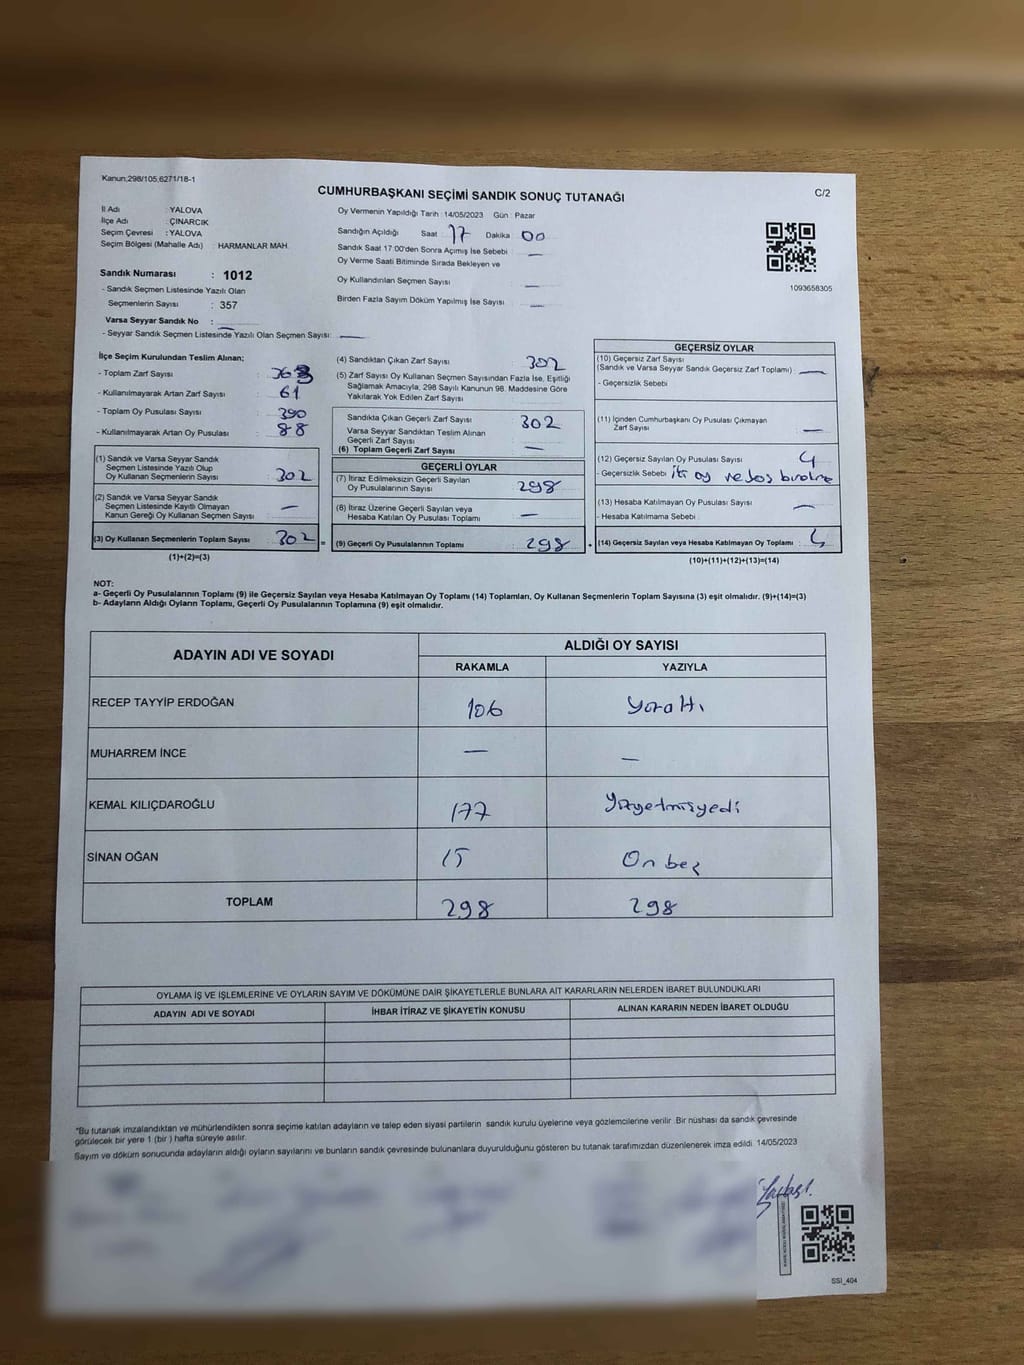 Kanun,298/105,6271/18-1
CUMHURBAŞKANI SEÇİMİ SANDIK SONUÇ TUTANAĞI
C/2
İl Adı : YALOVA
İlçe Adı : ÇINARCIK
Seçim Çevresi : YALOVA
Seçim Bölgesi (Mahalle Adı) : HARMANLAR MAH.
Sandık Numarası : 1012
- Sandık Seçmen Listesinde Yazılı Olan
Seçmenlerin Sayısı : 357
Varsa Seyyar Sandık No :
- Seyyar Sandık Seçmen Listesinde Yazılı Olan Seçmen Sayısı: —
Oy Vermenin Yapıldığı Tarih : 14/05/2023 Gün : Pazar
Sandığın Açıldığı Saat 17 Dakika 00
Sandık Saat 17:00'den Sonra Açımış İse Sebebi —
Oy Verme Saati Bitiminde Sırada Bekleyen ve
Oy Kullandırılan Seçmen Sayısı —
Birden Fazla Sayım Döküm Yapılmış İse Sayısı —
1093658305
İlçe Seçim Kurulundan Teslim Alınan;
- Toplam Zarf Sayısı : 363
- Kullanılmayarak Artan Zarf Sayısı : 61
- Toplam Oy Pusulası Sayısı : 390
- Kullanılmayarak Artan Oy Pusulası : 88
(1) Sandık ve Varsa Seyyar Sandık
Seçmen Listesinde Yazılı Olup
Oy Kullanan Seçmenlerin Sayısı : 302
(2) Sandık ve Varsa Seyyar Sandık
Seçmen Listesinde Kayıtlı Olmayan
Kanun Gereği Oy Kullanan Seçmen Sayısı : —
(3) Oy Kullanan Seçmenlerin Toplam Sayısı : 302 =
(1)+(2)=(3)
(4) Sandıktan Çıkan Zarf Sayısı 302
(5) Zarf Sayısı Oy Kullanan Seçmen Sayısından Fazla İse, Eşitliği
Sağlamak Amacıyla, 298 Sayılı Kanunun 98. Maddesine Göre
Yakılarak Yok Edilen Zarf Sayısı
Sandıkta Çıkan Geçerli Zarf Sayısı 302
Varsa Seyyar Sandıktan Teslim Alınan
Geçerli Zarf Sayısı
(6) Toplam Geçerli Zarf Sayısı —
GEÇERLİ OYLAR
(7) İtiraz Edilmeksizin Geçerli Sayılan
Oy Pusulalarının Sayısı : 298
(8) İtiraz Üzerine Geçerli Sayılan veya
Hesaba Katılan Oy Pusulası Toplamı : —
(9) Geçerli Oy Pusulalarının Toplamı : 298 +
GEÇERSİZ OYLAR
(10) Geçersiz Zarf Sayısı
(Sandık ve Varsa Seyyar Sandık Geçersiz Zarf Toplamı) : —
- Geçersizlik Sebebi
(11) İçinden Cumhurbaşkanı Oy Pusulası Çıkmayan
Zarf Sayısı —
(12) Geçersiz Sayılan Oy Pusulası Sayısı 4
- Geçersizlik Sebebi iki oy ve boş
(13) Hesaba Katılmayan Oy Pusulası Sayısı —
- Hesaba Katılmama Sebebi
(14) Geçersiz Sayılan veya Hesaba Katılmayan Oy Toplamı :
(10)+(11)+(12)+(13)=(14)
NOT:
a- Geçerli Oy Pusulalarının Toplamı (9) ile Geçersiz Sayılan veya Hesaba Katılmayan Oy Toplamı (14) Toplamları, Oy Kullanan Seçmenlerin Toplam Sayısına (3) eşit olmalıdır. (9)+(14)=(3)
b- Adayların Aldığı Oyların Toplamı, Geçerli Oy Pusulalarının Toplamına (9) eşit olmalıdır.
ADAYIN ADI VE SOYADI
ALDIĞI OY SAYISI
RAKAMLA YAZIYLA
RECEP TAYYİP ERDOĞAN 106 Yüzaltı
MUHARREM İNCE — —
KEMAL KILIÇDAROĞLU 177 Yüzyetmişyedi
SİNAN OĞAN 15 On beş
TOPLAM 298 298
OYLAMA İŞ VE İŞLEMLERİNE VE OYLARIN SAYIM VE DÖKÜMÜNE DAİR ŞİKAYETLERLE BUNLARA AİT KARARLARIN NELERDEN İBARET BULUNDUKLARI
ADAYIN ADI VE SOYADI İHBAR İTİRAZ VE ŞİKAYETİN KONUSU ALINAN KARARIN NEDEN İBARET OLDUĞU
*Bu tutanak imzalandıktan ve mühürlendikten sonra seçime katılan adayların ve talep eden siyasi partilerin sandık kurulu üyelerine veya gözlemcilerine verilir. Bir nüshası da sandık çevresinde
görülecek bir yere 1 (bir ) hafta süreyle asılır.
Sayım ve döküm sonucunda adayların aldığı oyların sayılarını ve bunların sandık çevresinde bulunanlara duyurulduğunu gösteren bu tutanak tarafımızdan düzenlenerek imza edildi. 14/05/2023
SSİ_404